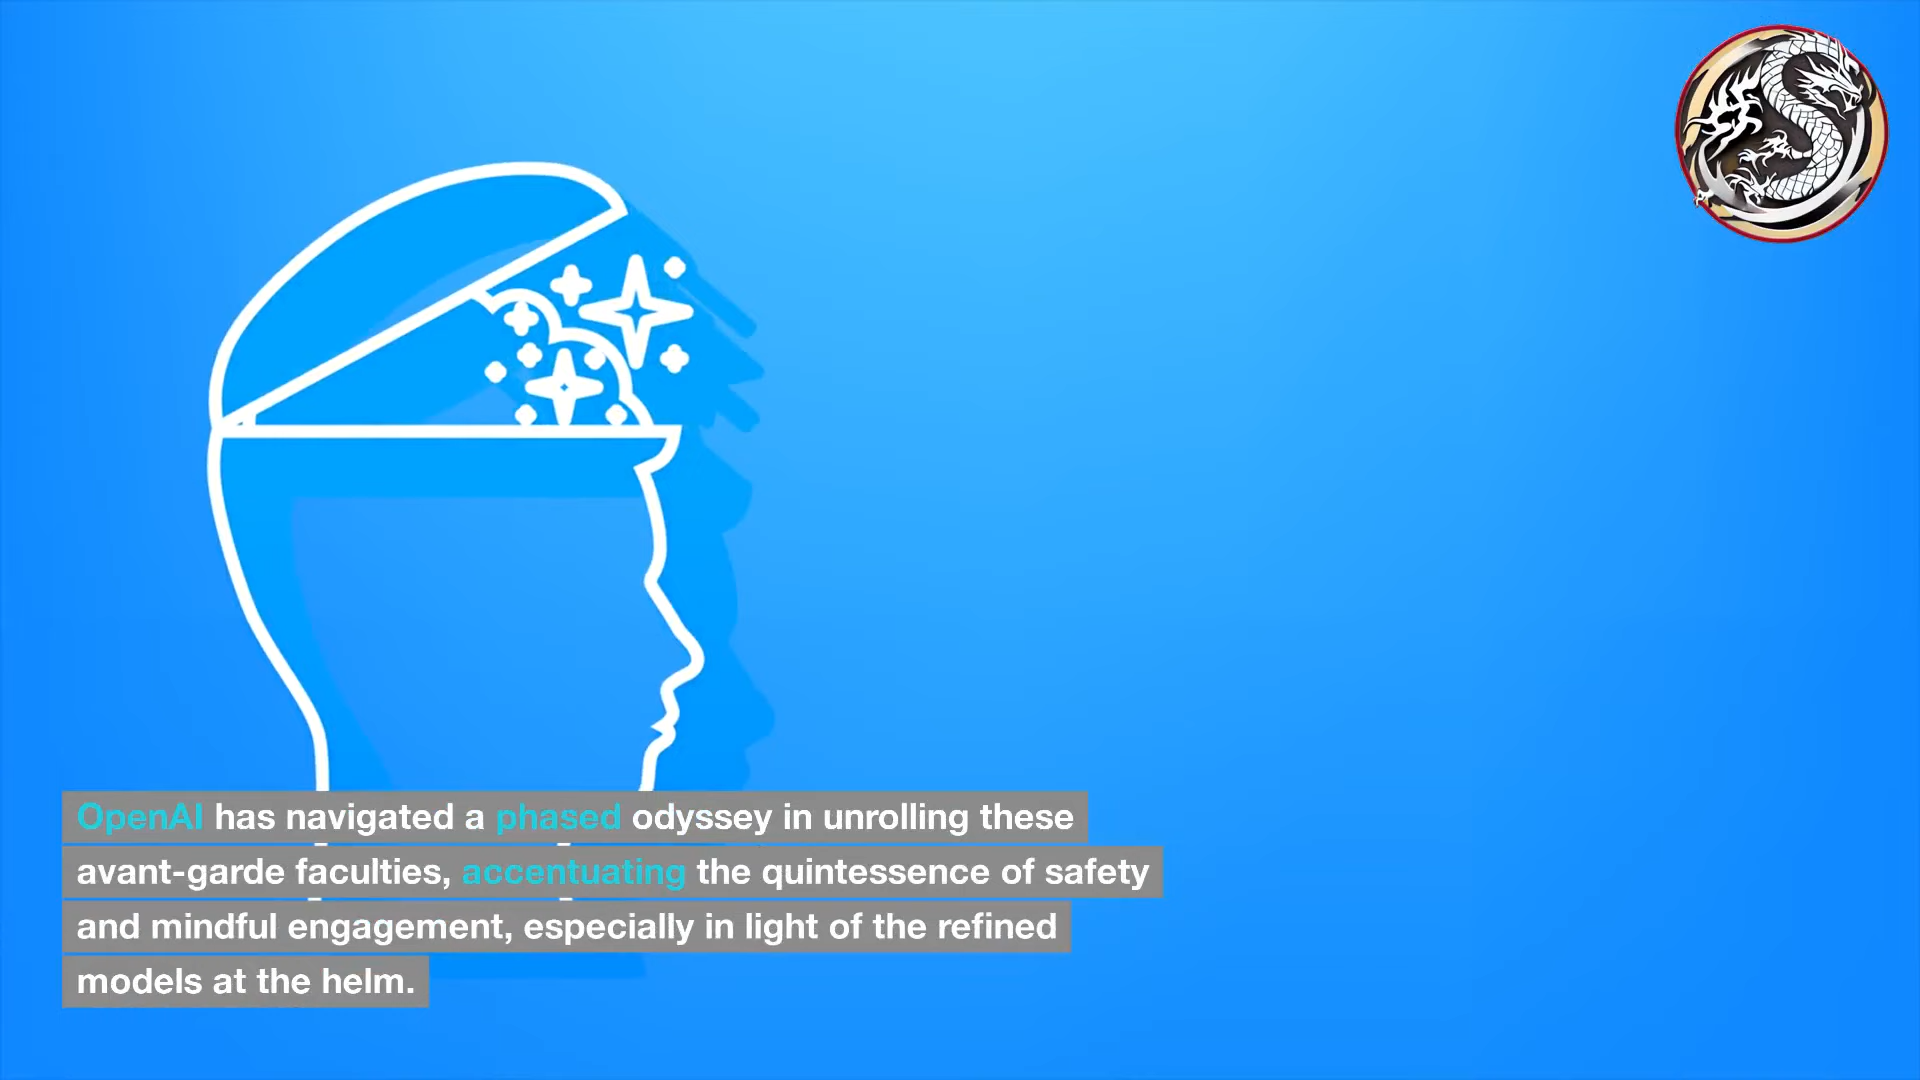 OpenAI has navigated a phased odyssey in unrolling these
avant-garde faculties, accentuating the quintessence of safety
and mindful engagement, especially in light of the refined
models at the helm.